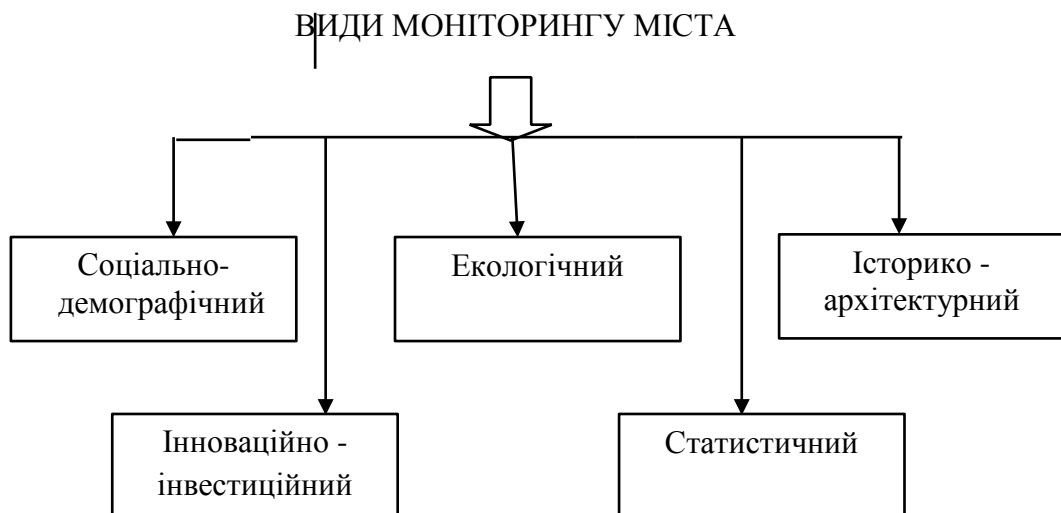 ВИДИ МОНІТОРИНГУ МІСТА
Соціально-
демографічний
Екологічний
Історико -
архітектурний
Інноваційно -
інвестиційний
Статистичний